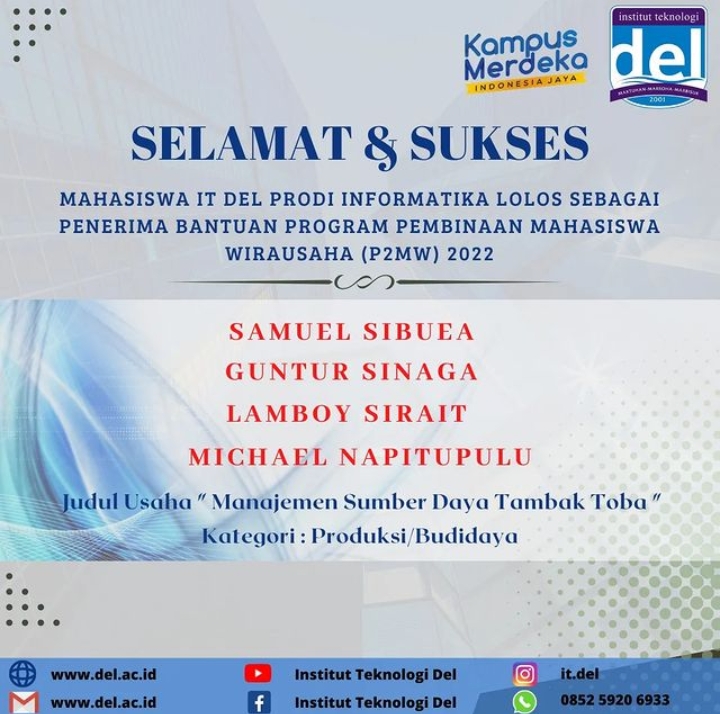 Kampus
Merdeka
INDONESIA JAYA
institut teknologi
del
MARTUHAN-MARROHA-MARBISUK
2001
SELAMAT & SUKSES
MAHASISWA IT DEL PRODI INFORMATIKA LOLOS SEBAGAI
PENERIMA BANTUAN PROGRAM PEMBINAAN MAHASISWA
WIRAUSAHA (P2MW) 2022
SAMUEL SIBUEA
GUNTUR SINAGA
LAMBOY SIRAIT
MICHAEL NAPITUPULU
Judul Usaha " Manajemen Sumber Daya Tambak Toba "
Kategori : Produksi/Budidaya
www.del.ac.id Institut Teknologi Del it.del
www.del.ac.id Institut Teknologi Del 0852 5920 6933